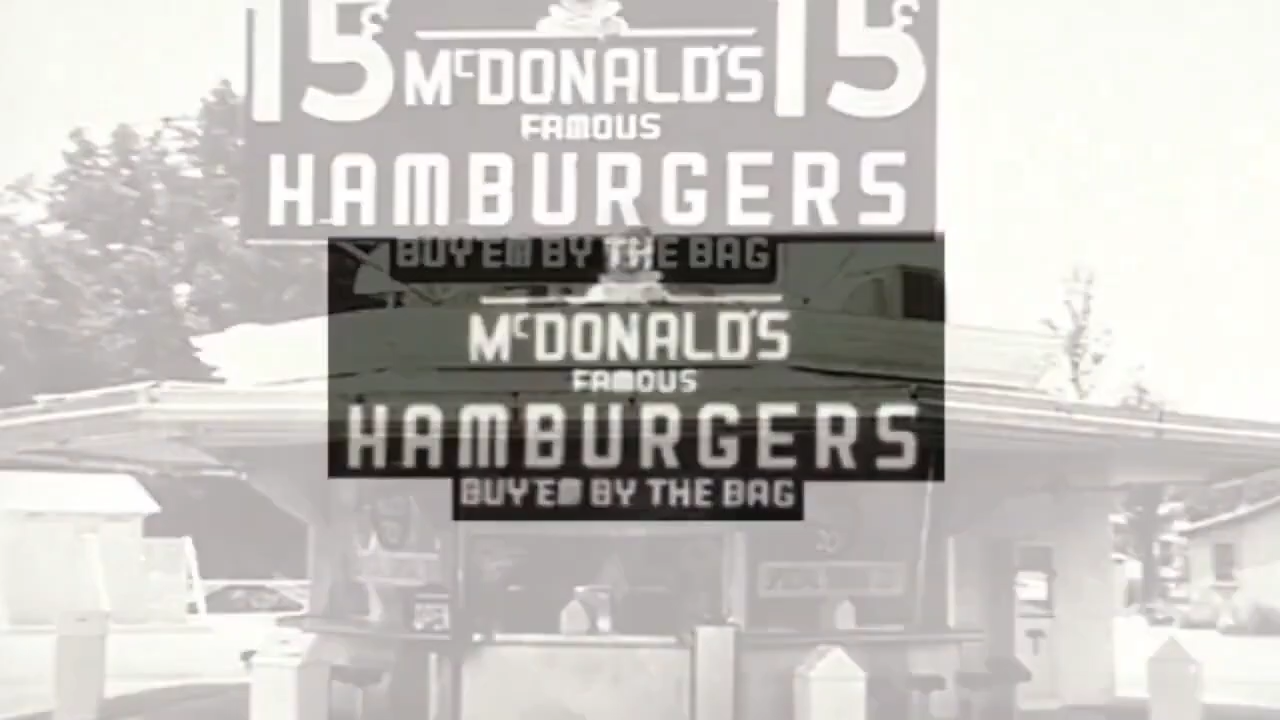 15¢ McDONALD'S 15¢
FAMOUS
HAMBURGERS
BUY'EM BY THE BAG
McDONALD'S
FAMOUS
HAMBURGERS
BUY'EM BY THE BAG